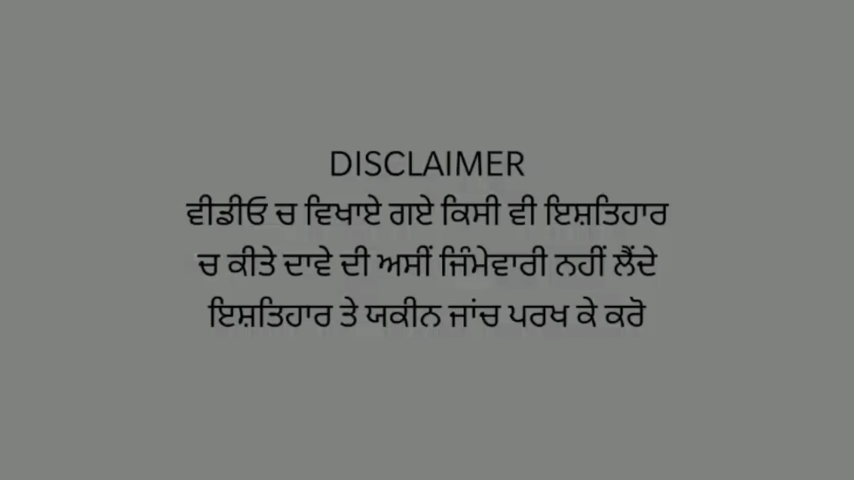 DISCLAIMER
ਵੀਡੀਓ ਚ ਵਿਖਾਏ ਗਏ ਕਿਸੀ ਵੀ ਇਸ਼ਤਿਹਾਰ
ਚ ਕੀਤੇ ਦਾਵੇ ਦੀ ਅਸੀਂ ਜਿੰਮੇਵਾਰੀ ਨਹੀਂ ਲੈਂਦੇ
ਇਸ਼ਤਿਹਾਰ ਤੇ ਯਕੀਨ ਜਾਂਚ ਪਰਖ ਕੇ ਕਰੋ